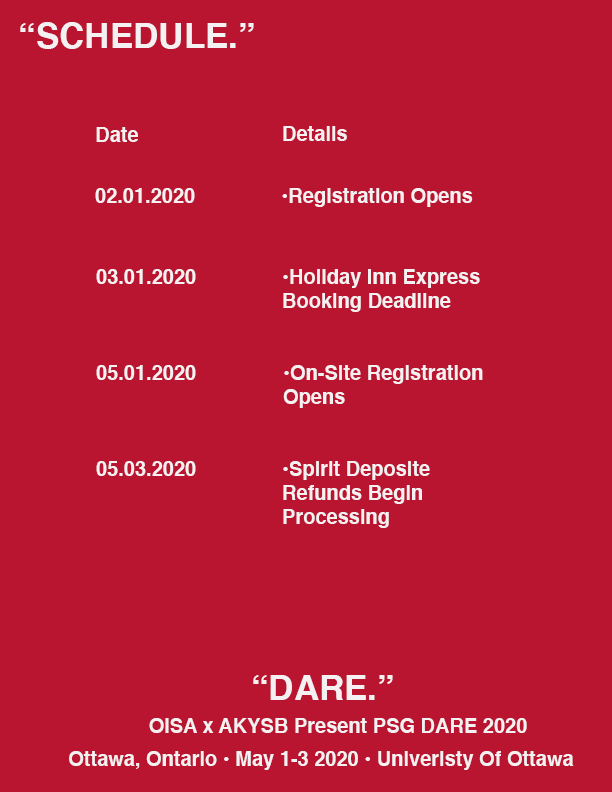 “SCHEDULE.”
Date Details
02.01.2020 •Registration Opens
03.01.2020 •Holiday Inn Express
Booking Deadline
05.01.2020 •On-Site Registration
Opens
05.03.2020 •Spirit Deposite
Refunds Begin
Processing
“DARE.”
OISA x AKYSB Present PSG DARE 2020
Ottawa, Ontario • May 1-3 2020 • Univeristy Of Ottawa